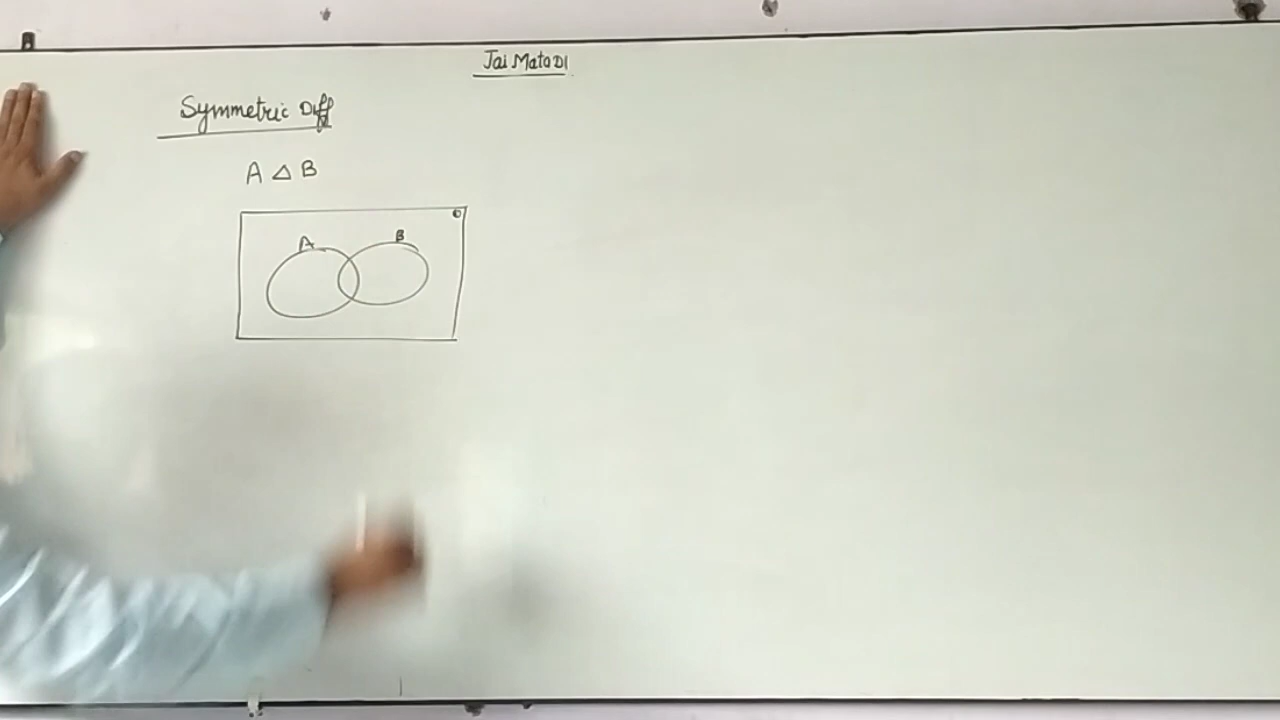 Jai Mata DI
Symmetric Diff
A △ B
A
B